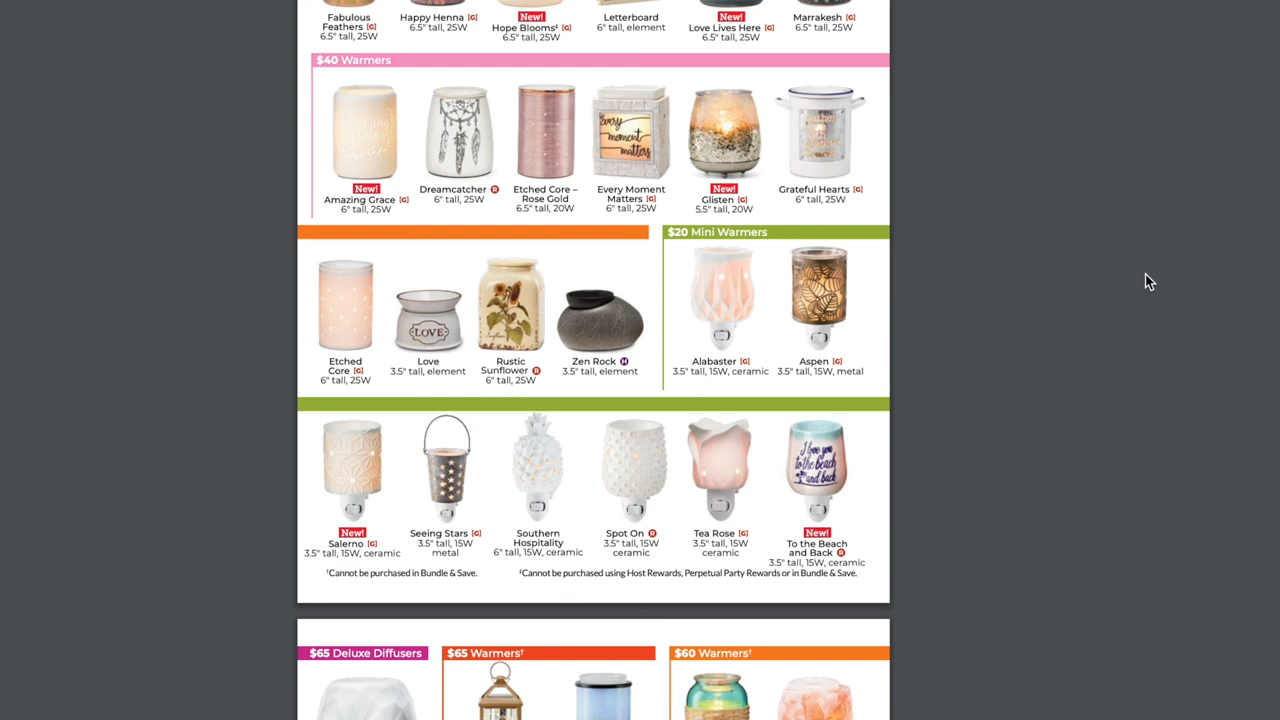 Fabulous
Feathers [G]
6.5" tall, 25W
Happy Henna [G]
6.5" tall, 25W
New!
Hope Blooms‡ [G]
6.5" tall, 25W
Letterboard
6" tall, element
New!
Love Lives Here [G]
6.5" tall, 25W
Marrakesh [G]
6.5" tall, 25W
$40 Warmers
Every
moment
matters
New!
Amazing Grace [G]
6" tall, 25W
Dreamcatcher R
6" tall, 25W
Etched Core –
Rose Gold
6.5" tall, 20W
Every Moment
Matters [G]
6" tall, 25W
New!
Glisten [G]
5.5" tall, 20W
Grateful Hearts [G]
6" tall, 25W
$20 Mini Warmers
LOVE
Etched
Core [G]
6" tall, 25W
Love
3.5" tall, element
Rustic
Sunflower R
6" tall, 25W
Zen Rock H
3.5" tall, element
Alabaster [G]
3.5" tall, 15W, ceramic
Aspen [G]
3.5" tall, 15W, metal
I love you
to the beach
and back
New!
Salerno [G]
3.5" tall, 15W, ceramic
Seeing Stars [G]
3.5" tall, 15W
metal
Southern
Hospitality
6" tall, 15W, ceramic
Spot On R
3.5" tall, 15W
ceramic
Tea Rose [G]
3.5" tall, 15W
ceramic
New!
To the Beach
and Back R
3.5" tall, 15W, ceramic
†Cannot be purchased in Bundle & Save.
‡Cannot be purchased using Host Rewards, Perpetual Party Rewards or in Bundle & Save.
$65 Deluxe Diffusers
$65 Warmers†
$60 Warmers†